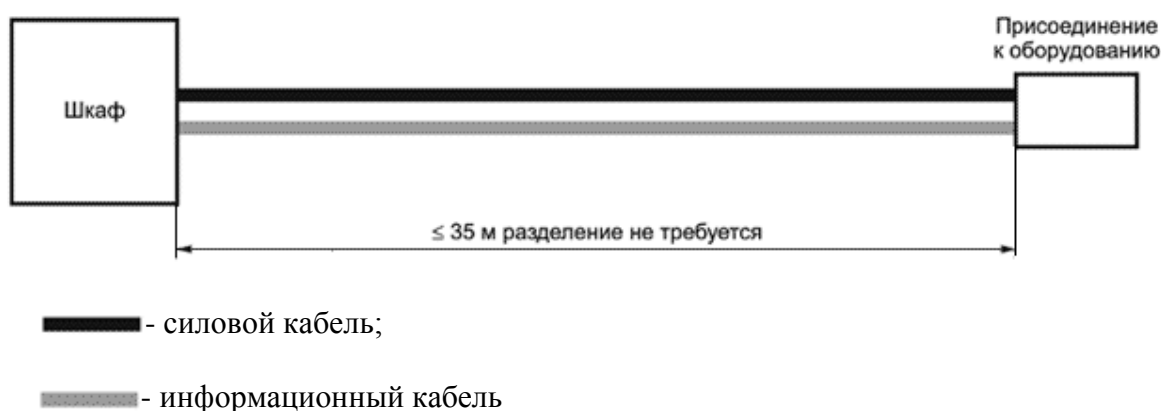 Присоединение
к оборудованию
Шкаф
≤ 35 м разделение не требуется
- силовой кабель;
- информационный кабель